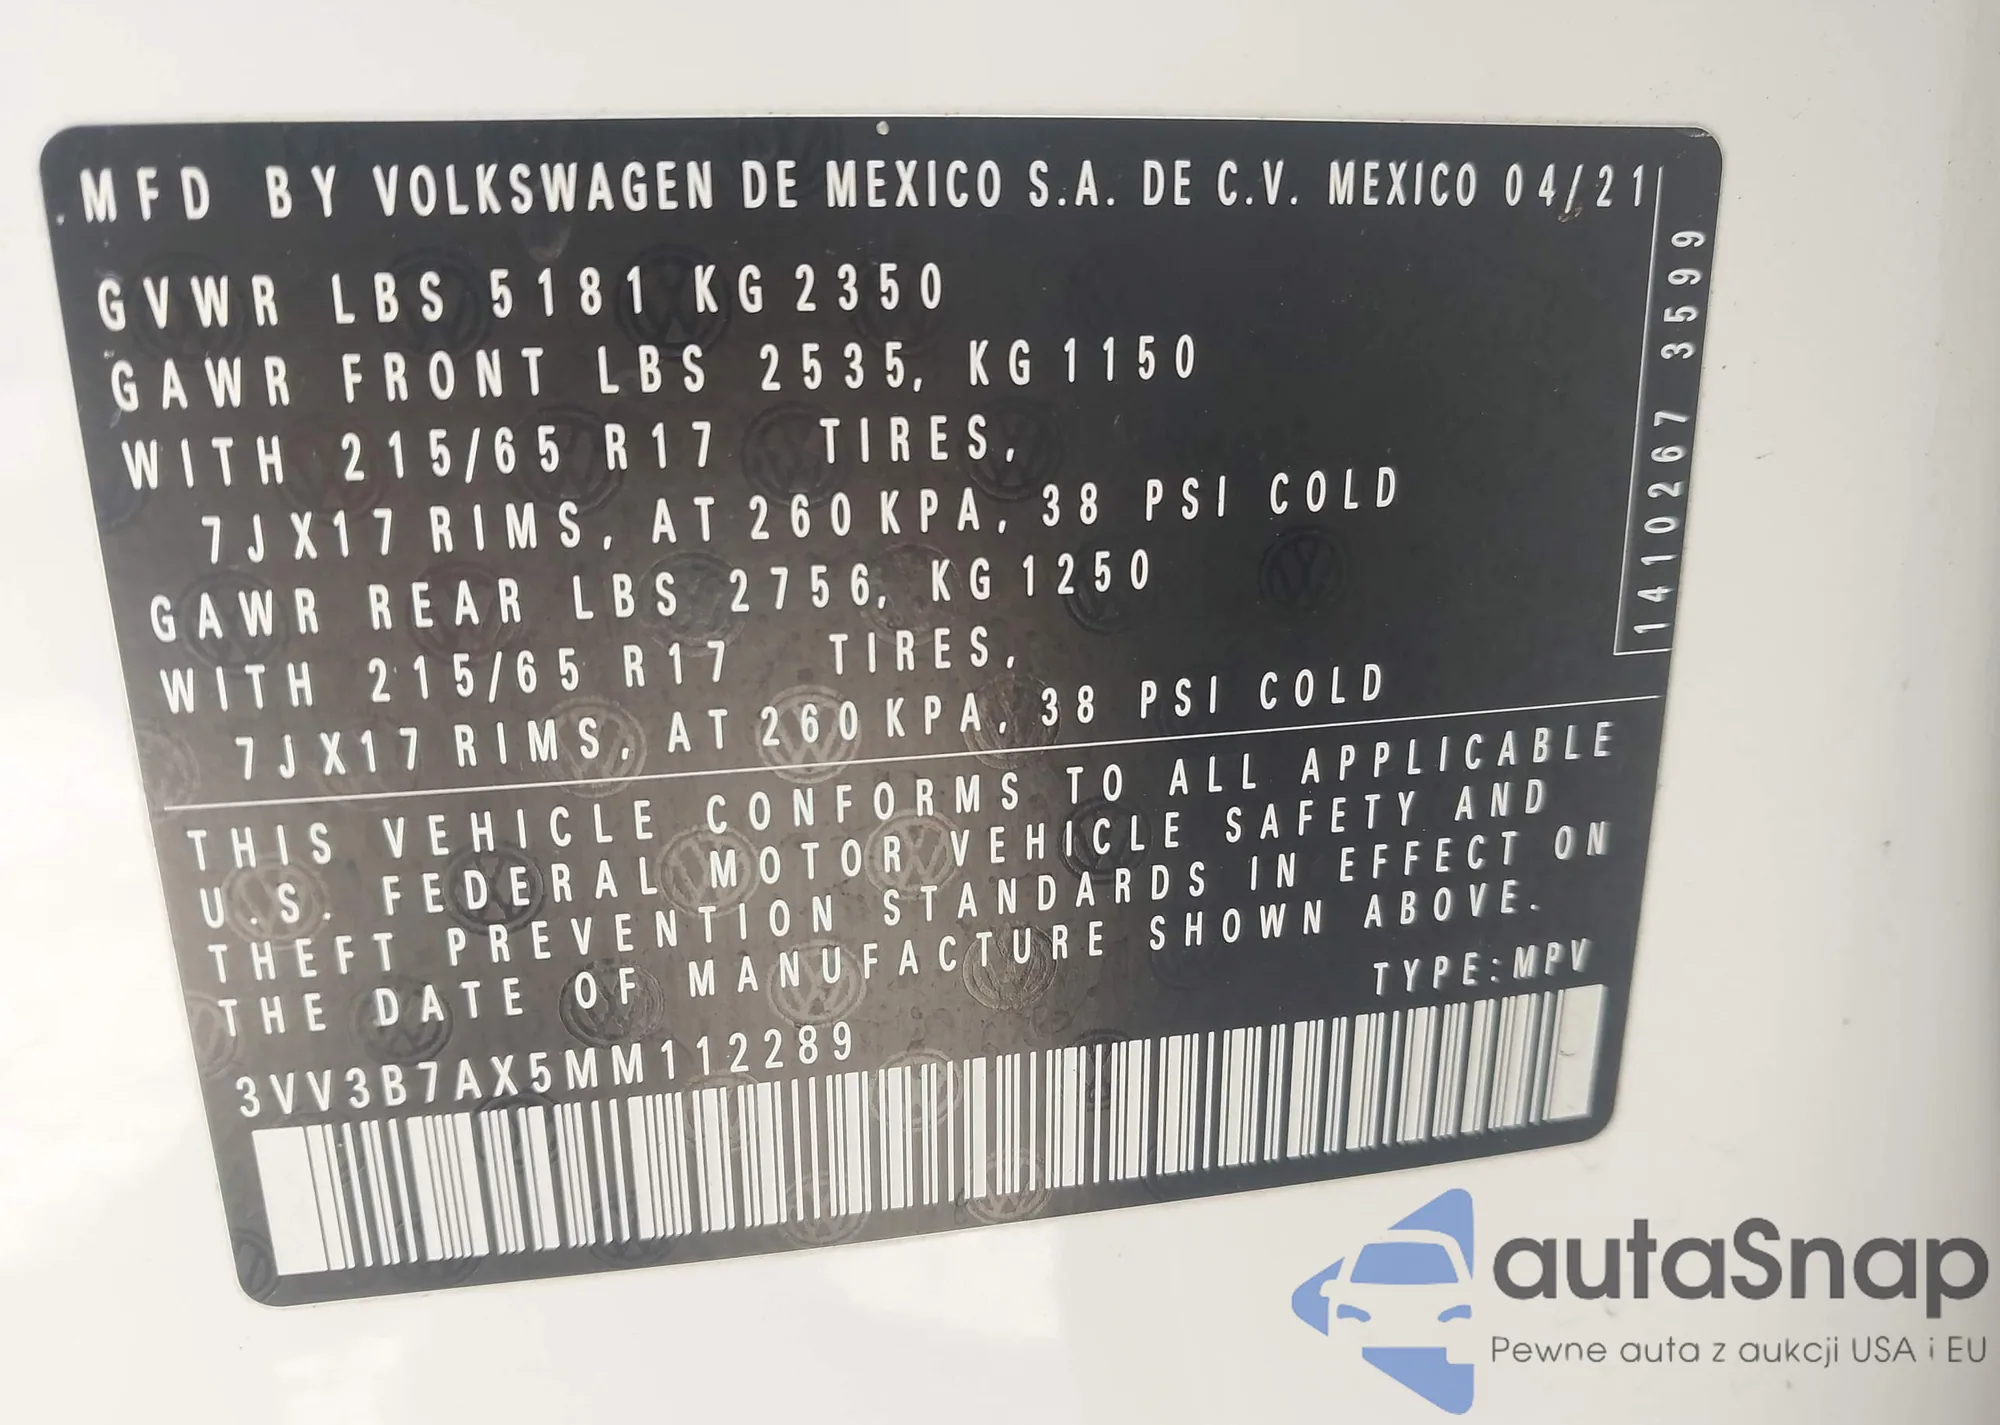 MFD BY VOLKSWAGEN DE MEXICO S.A. DE C.V. MEXICO 04/21
GVWR LBS 5181 KG 2350
GAWR FRONT LBS 2535, KG 1150
WITH 215/65 R17 TIRES,
7JX17 RIMS, AT 260 KPA, 38 PSI COLD
GAWR REAR LBS 2756, KG 1250
WITH 215/65 R17 TIRES,
7JX17 RIMS, AT 260 KPA, 38 PSI COLD
1410267 3599
THIS VEHICLE CONFORMS TO ALL APPLICABLE
U.S. FEDERAL MOTOR VEHICLE SAFETY AND
THEFT PREVENTION STANDARDS IN EFFECT ON
THE DATE OF MANUFACTURE SHOWN ABOVE.
TYPE: MPV
3VV3B7AX5MM112289
autaSnap
Pewne auta z aukcji USA i EU